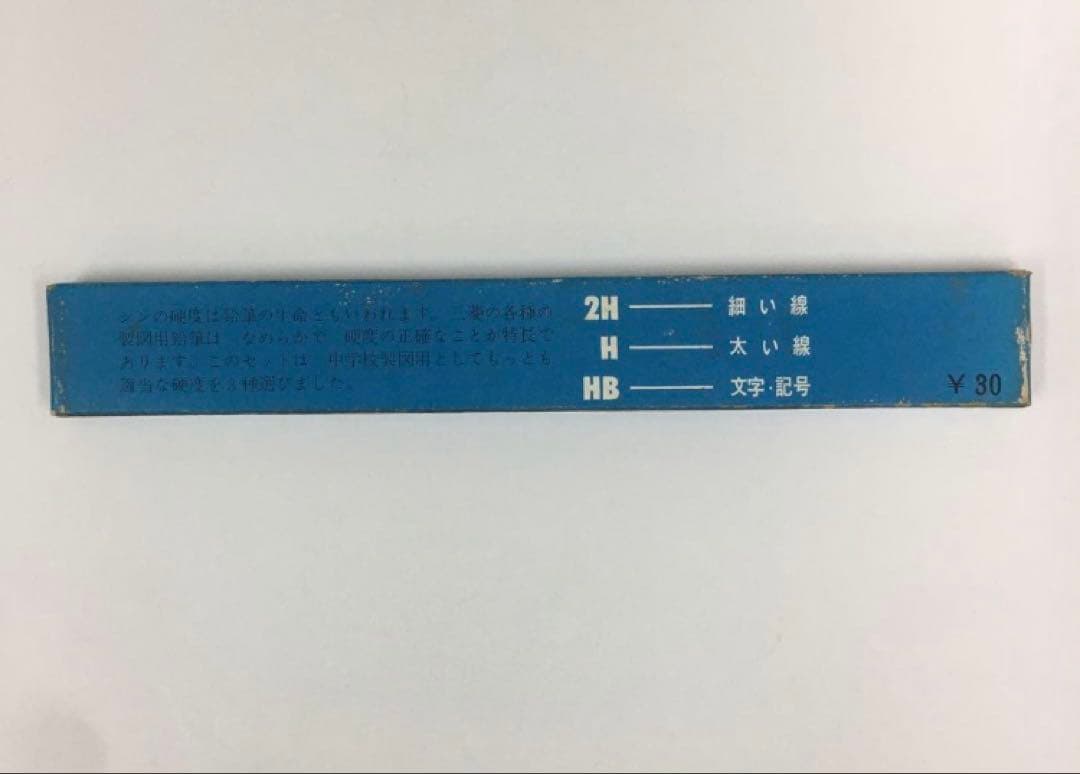 シンの硬度は鉛筆の生命ともいわれます。三菱の各種の
製図用鉛筆は なめらかで 硬度の正確なことが特長で
あります。このセットは 中学校製図用としてもっとも
適当な硬度を3種選びました。
2H ─── 細い線
H ─── 太い線
HB ─── 文字・記号
¥30